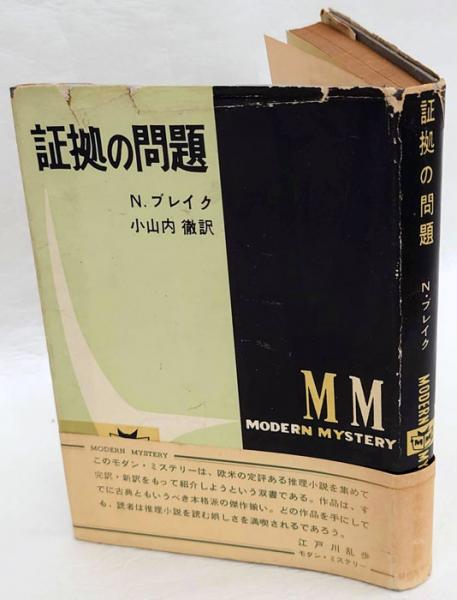 証拠の問題
N.ブレイク
小山内 徹訳
MM
MODERN MYSTERY
MODERN MYSTERY
このモダン・ミステリーは、欧米の定評ある推理小説を集めて
完訳・新訳をもって紹介しようという双書である。作品は、す
でに古典ともいうべき本格派の傑作揃い。どの作品を手にして
も、読者は推理小説を読む娯しさを満喫されるであろう。
江戸川乱歩
モダン・ミステリー
証拠の問題
N・ブレイク
MODERN
MY